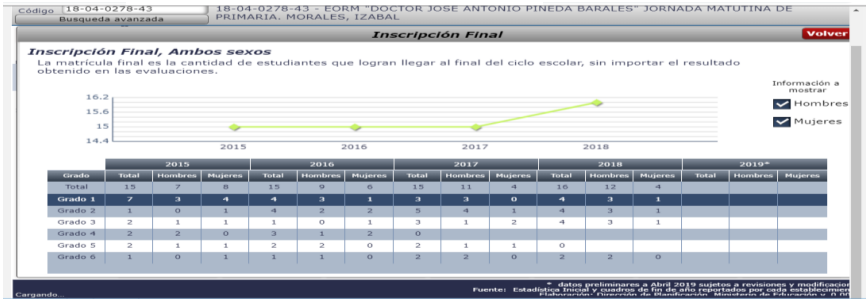 Código 18-04-0278-43 18-04-0278-43 - EORM "DOCTOR JOSE ANTONIO PINEDA BARALES" JORNADA MATUTINA DE
Busqueda avanzada PRIMARIA. MORALES, IZABAL
Inscripción Final Volver
Inscripción Final, Ambos sexos
La matrícula final es la cantidad de estudiantes que logran llegar al final del ciclo escolar, sin importar el resultado
obtenido en las evaluaciones.
Información a
mostrar
Hombres
Mujeres
16.2
15.6
15
14.4
2015 2016 2017 2018
2015 2016 2017 2018 2019*
Grado Total Hombres Mujeres Total Hombres Mujeres Total Hombres Mujeres Total Hombres Mujeres Total Hombres Mujeres
Total 15 7 8 15 9 6 15 11 4 16 12 4
Grado 1 7 3 4 4 3 1 3 3 0 4 3 1
Grado 2 1 0 1 4 2 2 5 4 1 4 3 1
Grado 3 2 1 1 1 0 1 3 1 2 4 3 1
Grado 4 2 2 0 3 1 2 0
Grado 5 2 1 1 2 2 0 2 1 1 0
Grado 6 1 0 1 1 1 0 2 2 0 2 2 0
* datos preliminares a Abril 2019 sujetos a revisiones y modificacion
Fuente: Estadística Inicial y cuadros de fin de año reportados por cada establecimien
Cargando... Elaboración: Dirección de Planificación, Ministerio de Educación v. 0.00